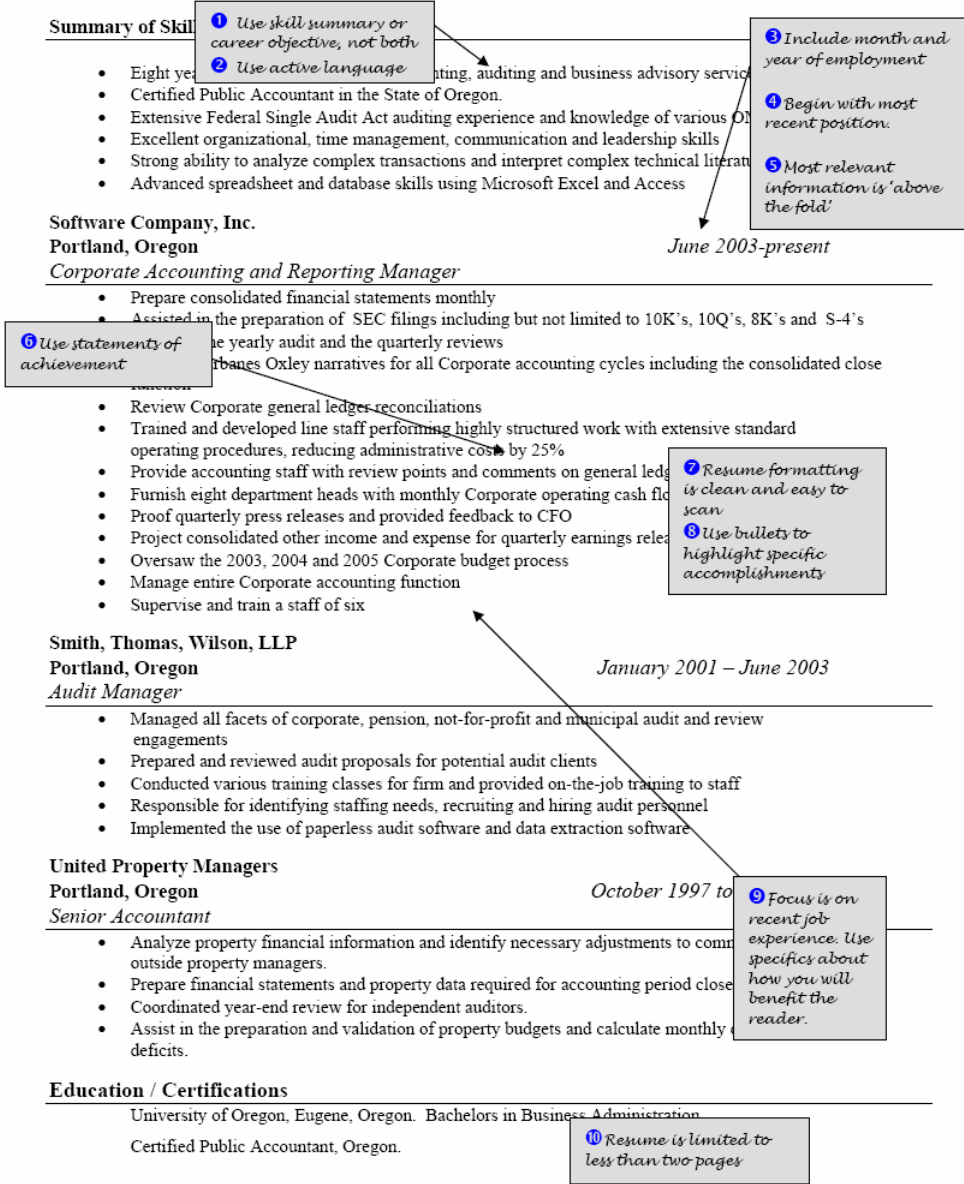 Summary of Skil
❶ Use skill summary or
career objective, not both
❷ Use active language
❸ Include month and
year of employment
❹ Begin with most
recent position.
❺ Most relevant
information is ‘above
the fold’
• Eight yea nting, auditing and business advisory servic
• Certified Public Accountant in the State of Oregon.
• Extensive Federal Single Audit Act auditing experience and knowledge of various O
• Excellent organizational, time management, communication and leadership skills
• Strong ability to analyze complex transactions and interpret complex technical literatu
• Advanced spreadsheet and database skills using Microsoft Excel and Access
Software Company, Inc.
Portland, Oregon June 2003-present
Corporate Accounting and Reporting Manager
• Prepare consolidated financial statements monthly
• Assisted in the preparation of SEC filings including but not limited to 10K’s, 10Q’s, 8K’s and S-4’s
❻ Use statements of
achievement
e yearly audit and the quarterly reviews
rbanes Oxley narratives for all Corporate accounting cycles including the consolidated close
function
• Review Corporate general ledger reconciliations
• Trained and developed line staff performing highly structured work with extensive standard
operating procedures, reducing administrative costs by 25%
• Provide accounting staff with review points and comments on general ledg
• Furnish eight department heads with monthly Corporate operating cash flo
• Proof quarterly press releases and provided feedback to CFO
• Project consolidated other income and expense for quarterly earnings relea
• Oversaw the 2003, 2004 and 2005 Corporate budget process
• Manage entire Corporate accounting function
• Supervise and train a staff of six
❼ Resume formatting
is clean and easy to
scan
❽ Use bullets to
highlight specific
accomplishments
Smith, Thomas, Wilson, LLP
Portland, Oregon January 2001 – June 2003
Audit Manager
• Managed all facets of corporate, pension, not-for-profit and municipal audit and review
engagements
• Prepared and reviewed audit proposals for potential audit clients
• Conducted various training classes for firm and provided on-the-job training to staff
• Responsible for identifying staffing needs, recruiting and hiring audit personnel
• Implemented the use of paperless audit software and data extraction software
United Property Managers
Portland, Oregon October 1997 to
Senior Accountant
• Analyze property financial information and identify necessary adjustments to com
outside property managers.
• Prepare financial statements and property data required for accounting period close
• Coordinated year-end review for independent auditors.
• Assist in the preparation and validation of property budgets and calculate monthly
deficits.
❾ Focus is on
recent job
experience. Use
specifics about
how you will
benefit the
reader.
Education / Certifications
University of Oregon, Eugene, Oregon. Bachelors in Business Administration
Certified Public Accountant, Oregon.
❿ Resume is limited to
less than two pages